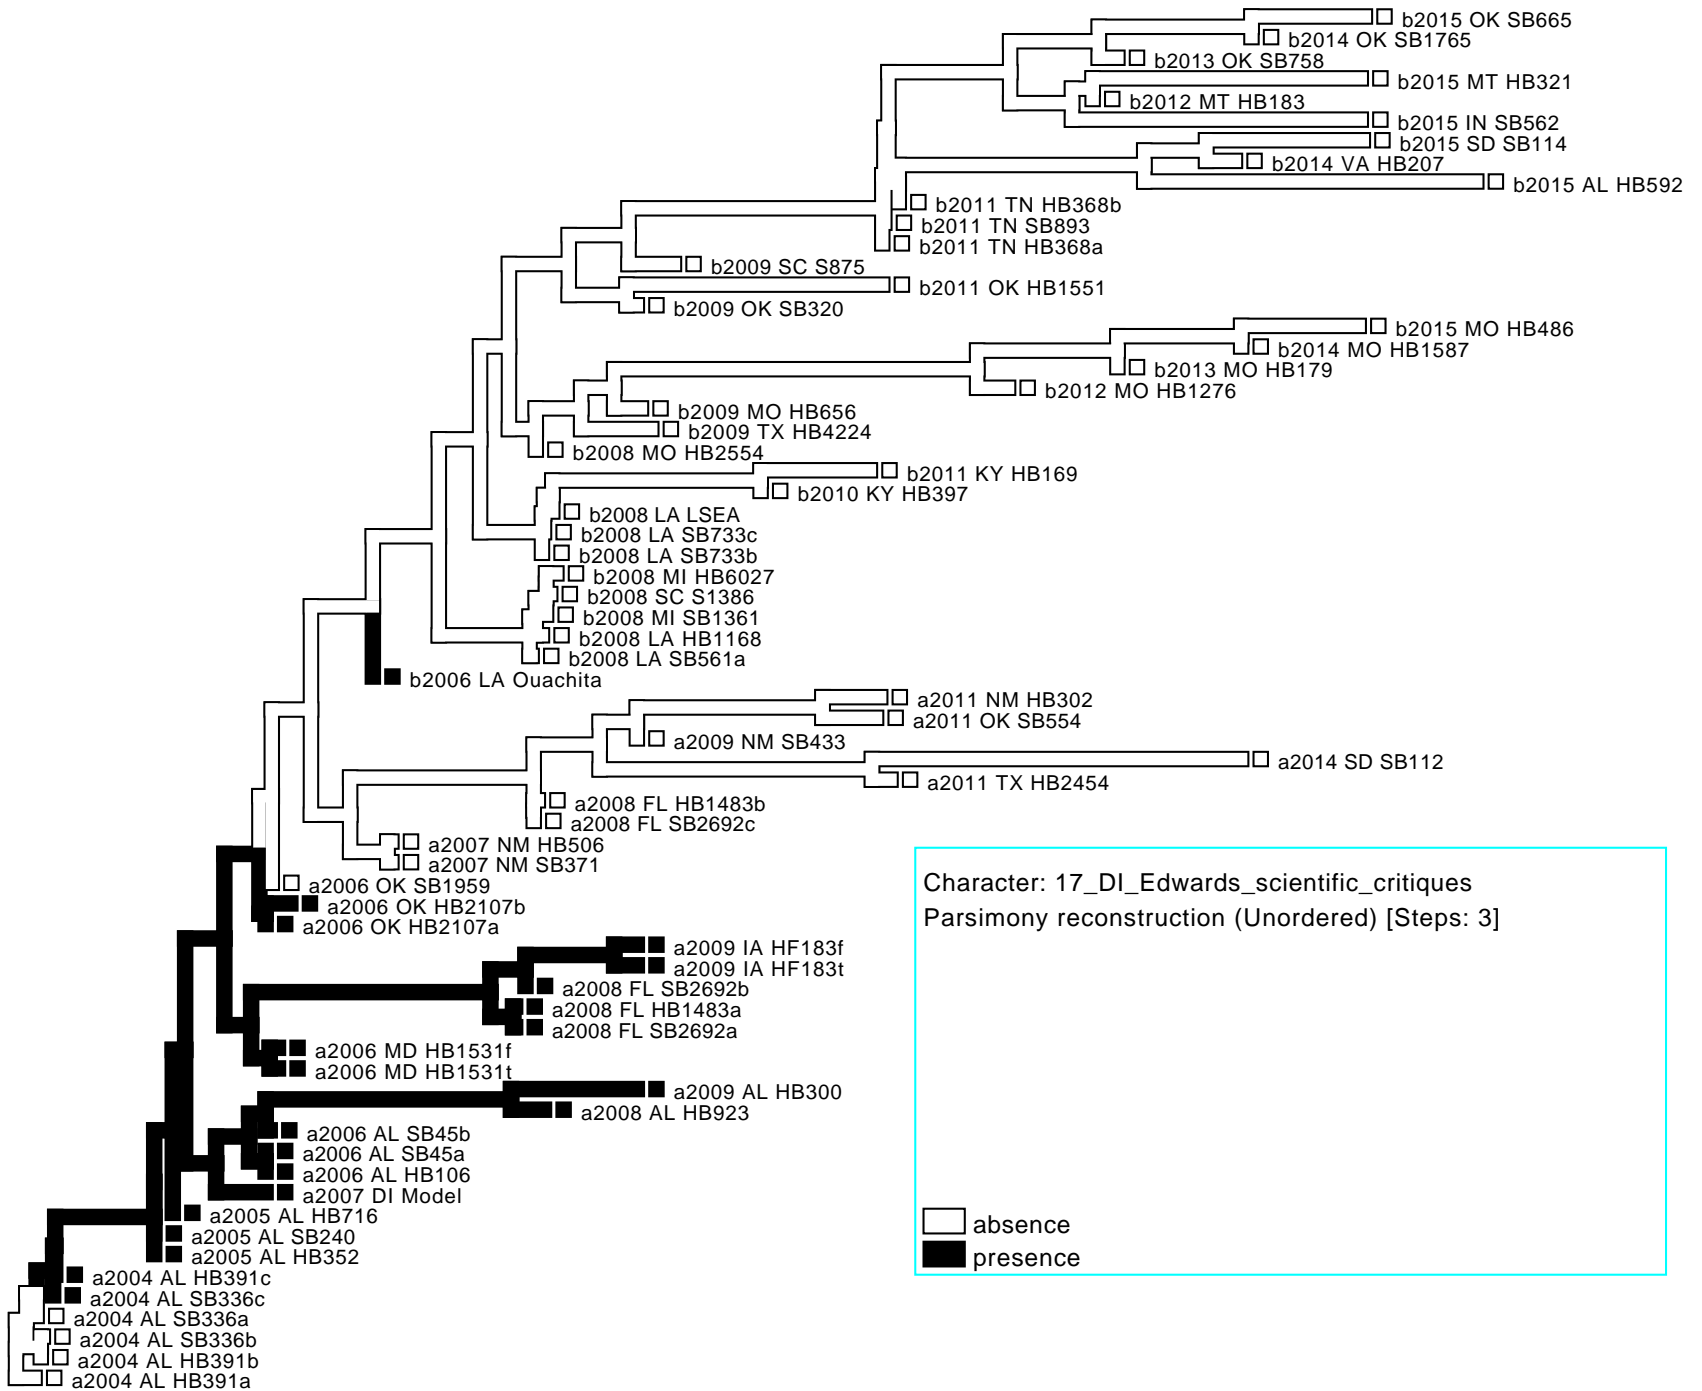 b2015 OK SB665
b2014 OK SB1765
b2013 OK SB758
b2015 MT HB321
b2012 MT HB183
b2015 IN SB562
b2015 SD SB114
b2014 VA HB207
b2015 AL HB592
b2011 TN HB368b
b2011 TN SB893
b2011 TN HB368a
b2009 SC S875
b2011 OK HB1551
b2009 OK SB320
b2015 MO HB486
b2014 MO HB1587
b2013 MO HB179
b2012 MO HB1276
b2009 MO HB656
b2009 TX HB4224
b2008 MO HB2554
b2011 KY HB169
b2010 KY HB397
b2008 LA LSEA
b2008 LA SB733c
b2008 LA SB733b
b2008 MI HB6027
b2008 SC S1386
b2008 MI SB1361
b2008 LA HB1168
b2008 LA SB561a
b2006 LA Ouachita
a2011 NM HB302
a2011 OK SB554
a2009 NM SB433
a2014 SD SB112
a2011 TX HB2454
a2008 FL HB1483b
a2008 FL SB2692c
a2007 NM HB506
a2007 NM SB371
a2006 OK SB1959
a2006 OK HB2107b
a2006 OK HB2107a
a2009 IA HF183f
a2009 IA HF183t
a2008 FL SB2692b
a2008 FL HB1483a
a2008 FL SB2692a
a2006 MD HB1531f
a2006 MD HB1531t
a2009 AL HB300
a2008 AL HB923
a2006 AL SB45b
a2006 AL SB45a
a2006 AL HB106
a2007 DI Model
a2005 AL HB716
a2005 AL SB240
a2005 AL HB352
a2004 AL HB391c
a2004 AL SB336c
a2004 AL SB336a
a2004 AL SB336b
a2004 AL HB391b
a2004 AL HB391a
Character: 17_DI_Edwards_scientific_critiques
Parsimony reconstruction (Unordered) [Steps: 3]
absence
presence